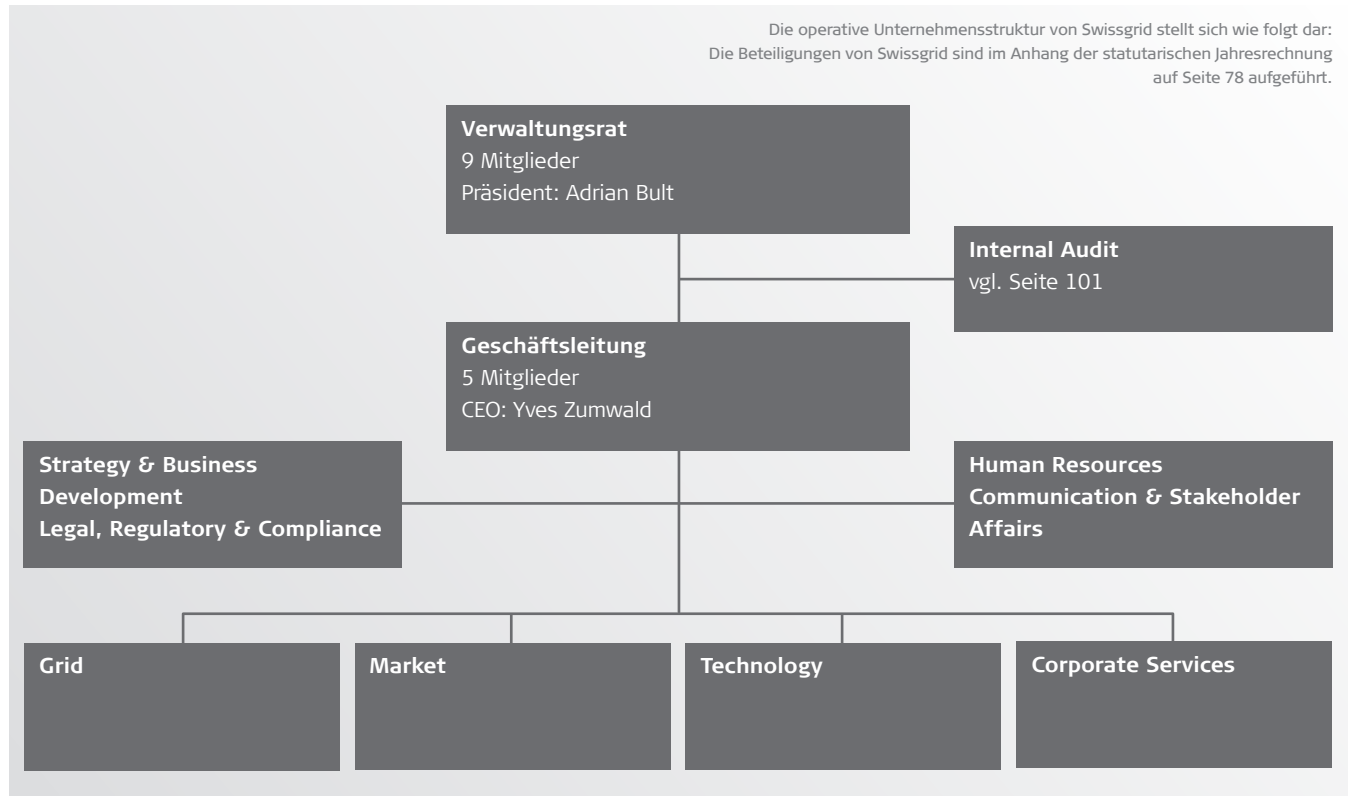 Die operative Unternehmensstruktur von Swissgrid stellt sich wie folgt dar:
Die Beteiligungen von Swissgrid sind im Anhang der statutarischen Jahresrechnung
auf Seite 78 aufgeführt.
Verwaltungsrat
9 Mitglieder
Präsident: Adrian Bult
Internal Audit
vgl. Seite 101
Geschäftsleitung
5 Mitglieder
CEO: Yves Zumwald
Strategy & Business
Development
Legal, Regulatory & Compliance
Human Resources
Communication & Stakeholder
Affairs
Grid
Market
Technology
Corporate Services